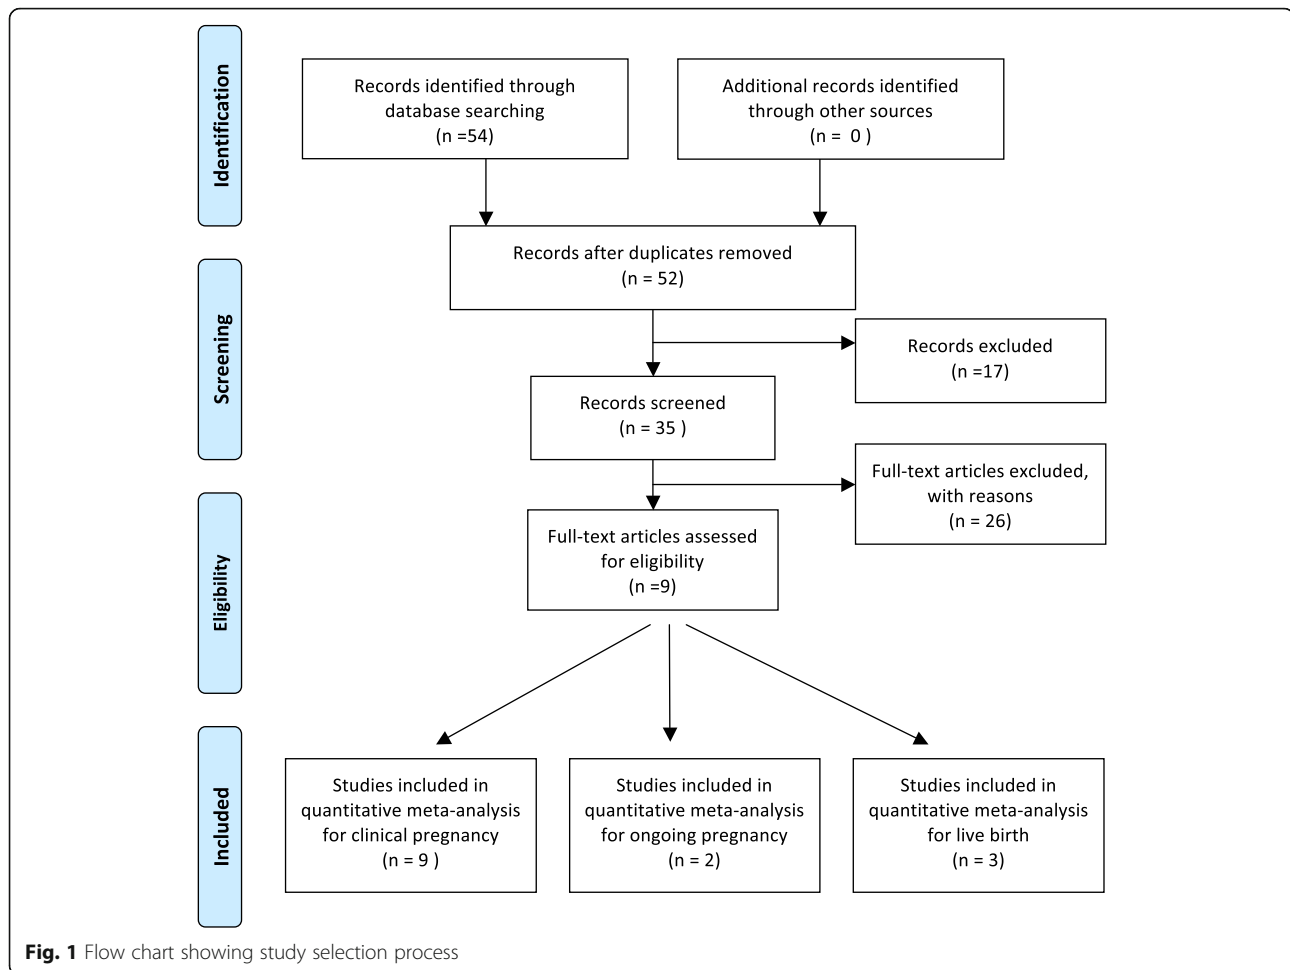 Identification
Records identified through
database searching
(n =54)
Additional records identified
through other sources
(n = 0 )
Records after duplicates removed
(n = 52)
Screening
Records excluded
(n =17)
Records screened
(n = 35 )
Full-text articles excluded,
with reasons
(n = 26)
Eligibility
Full-text articles assessed
for eligibility
(n =9)
Included
Studies included in
quantitative meta-analysis
for clinical pregnancy
(n = 9 )
Studies included in
quantitative meta-analysis
for ongoing pregnancy
(n = 2)
Studies included in
quantitative meta-analysis
for live birth
(n = 3)
Fig. 1 Flow chart showing study selection process